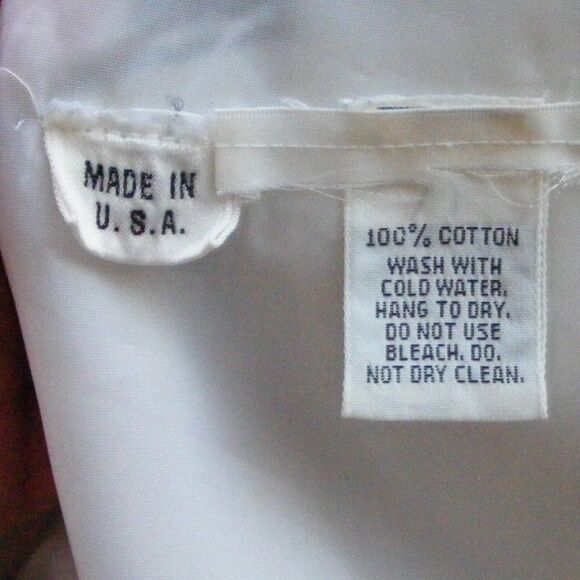 MADE IN
U.S.A.
100% COTTON
WASH WITH
COLD WATER.
HANG TO DRY.
DO NOT USE
BLEACH. DO.
NOT DRY CLEAN.